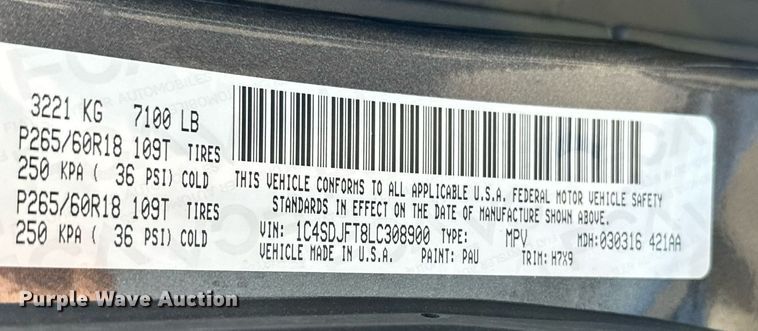 3221 KG 7100 LB
P265/60R18 109T TIRES
250 KPA ( 36 PSI) COLD
P265/60R18 109T TIRES
250 KPA ( 36 PSI) COLD
THIS VEHICLE CONFORMS TO ALL APPLICABLE U.S.A. FEDERAL MOTOR VEHICLE SAFETY
STANDARDS IN EFFECT ON THE DATE OF MANUFACTURE SHOWN ABOVE.
VIN: 1C4SDJFT8LC308900 TYPE: MPV MDH: 030316 421AA
VEHICLE MADE IN U.S.A. PAINT: PAU TRIM: H7X9
Purple Wave Auction